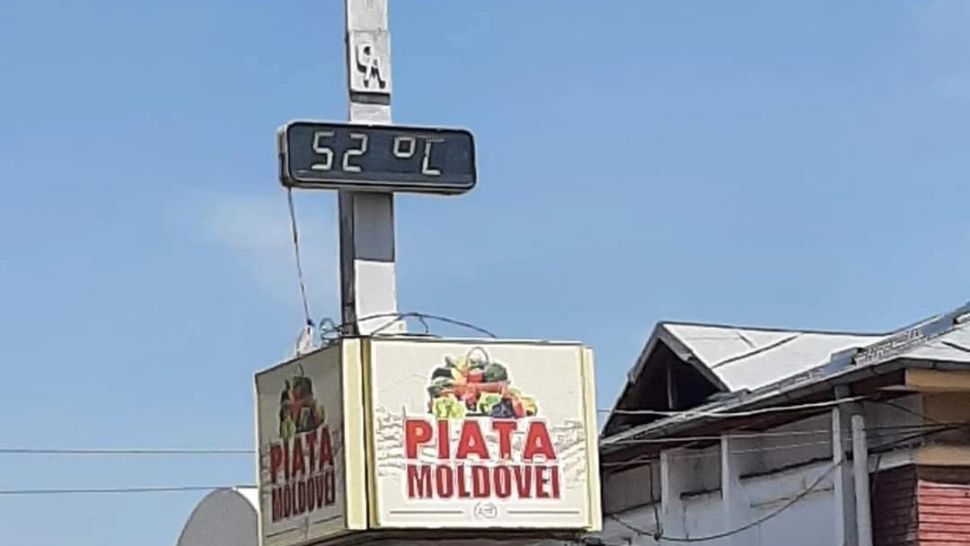 52 °C
PIATA
MOLDOVEI
PIATA
MOLDOVEI